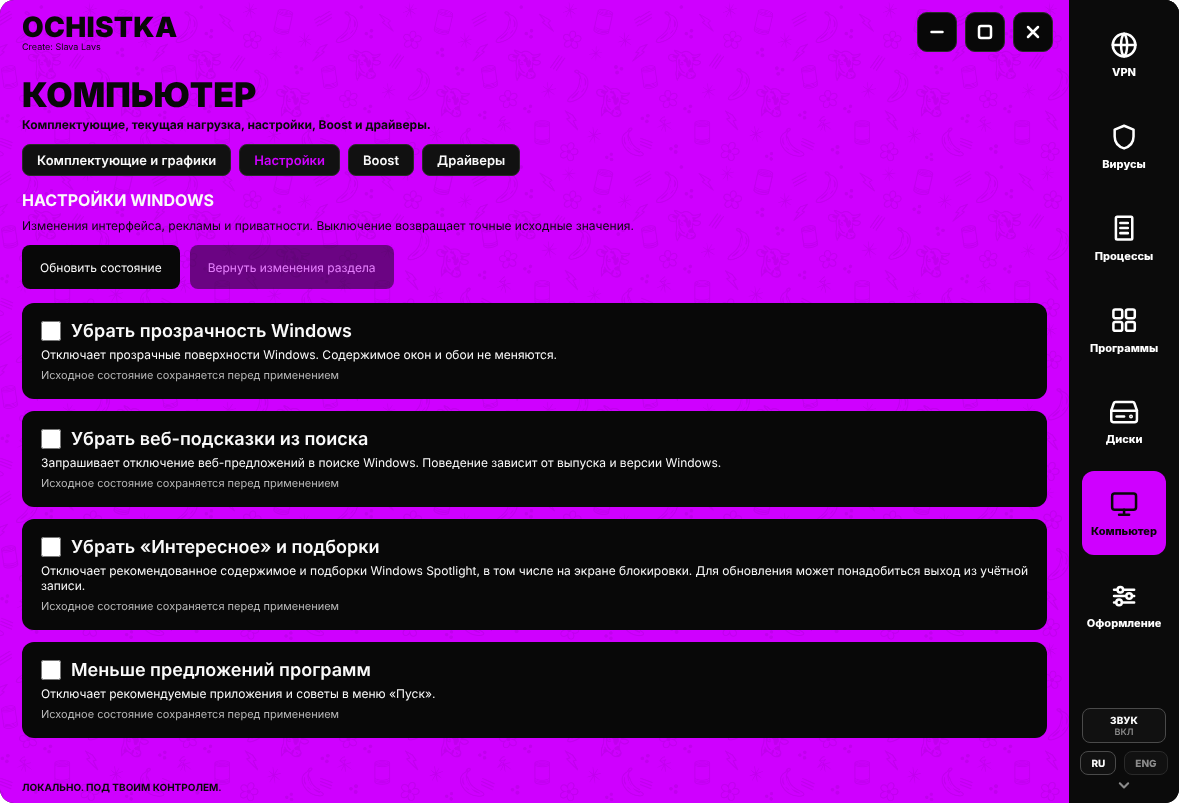 OCHISTKA
Create: Slava Lavs
КОМПЬЮТЕР
Комплектующие, текущая нагрузка, настройки, Boost и драйверы.
Комплектующие и графики
Настройки
Boost
Драйверы
НАСТРОЙКИ WINDOWS
Изменения интерфейса, рекламы и приватности. Выключение возвращает точные исходные значения.
Обновить состояние
Вернуть изменения раздела
Убрать прозрачность Windows
Отключает прозрачные поверхности Windows. Содержимое окон и обои не меняются.
Исходное состояние сохраняется перед применением
Убрать веб-подсказки из поиска
Запрашивает отключение веб-предложений в поиске Windows. Поведение зависит от выпуска и версии Windows.
Исходное состояние сохраняется перед применением
Убрать «Интересное» и подборки
Отключает рекомендованное содержимое и подборки Windows Spotlight, в том числе на экране блокировки. Для обновления может понадобиться выход из учётной
записи.
Исходное состояние сохраняется перед применением
Меньше предложений программ
Отключает рекомендуемые приложения и советы в меню «Пуск».
Исходное состояние сохраняется перед применением
ЛОКАЛЬНО. ПОД ТВОИМ КОНТРОЛЕМ.
VPN
Вирусы
Процессы
Программы
Диски
Компьютер
Оформление
ЗВУК
ВКЛ
RU
ENG